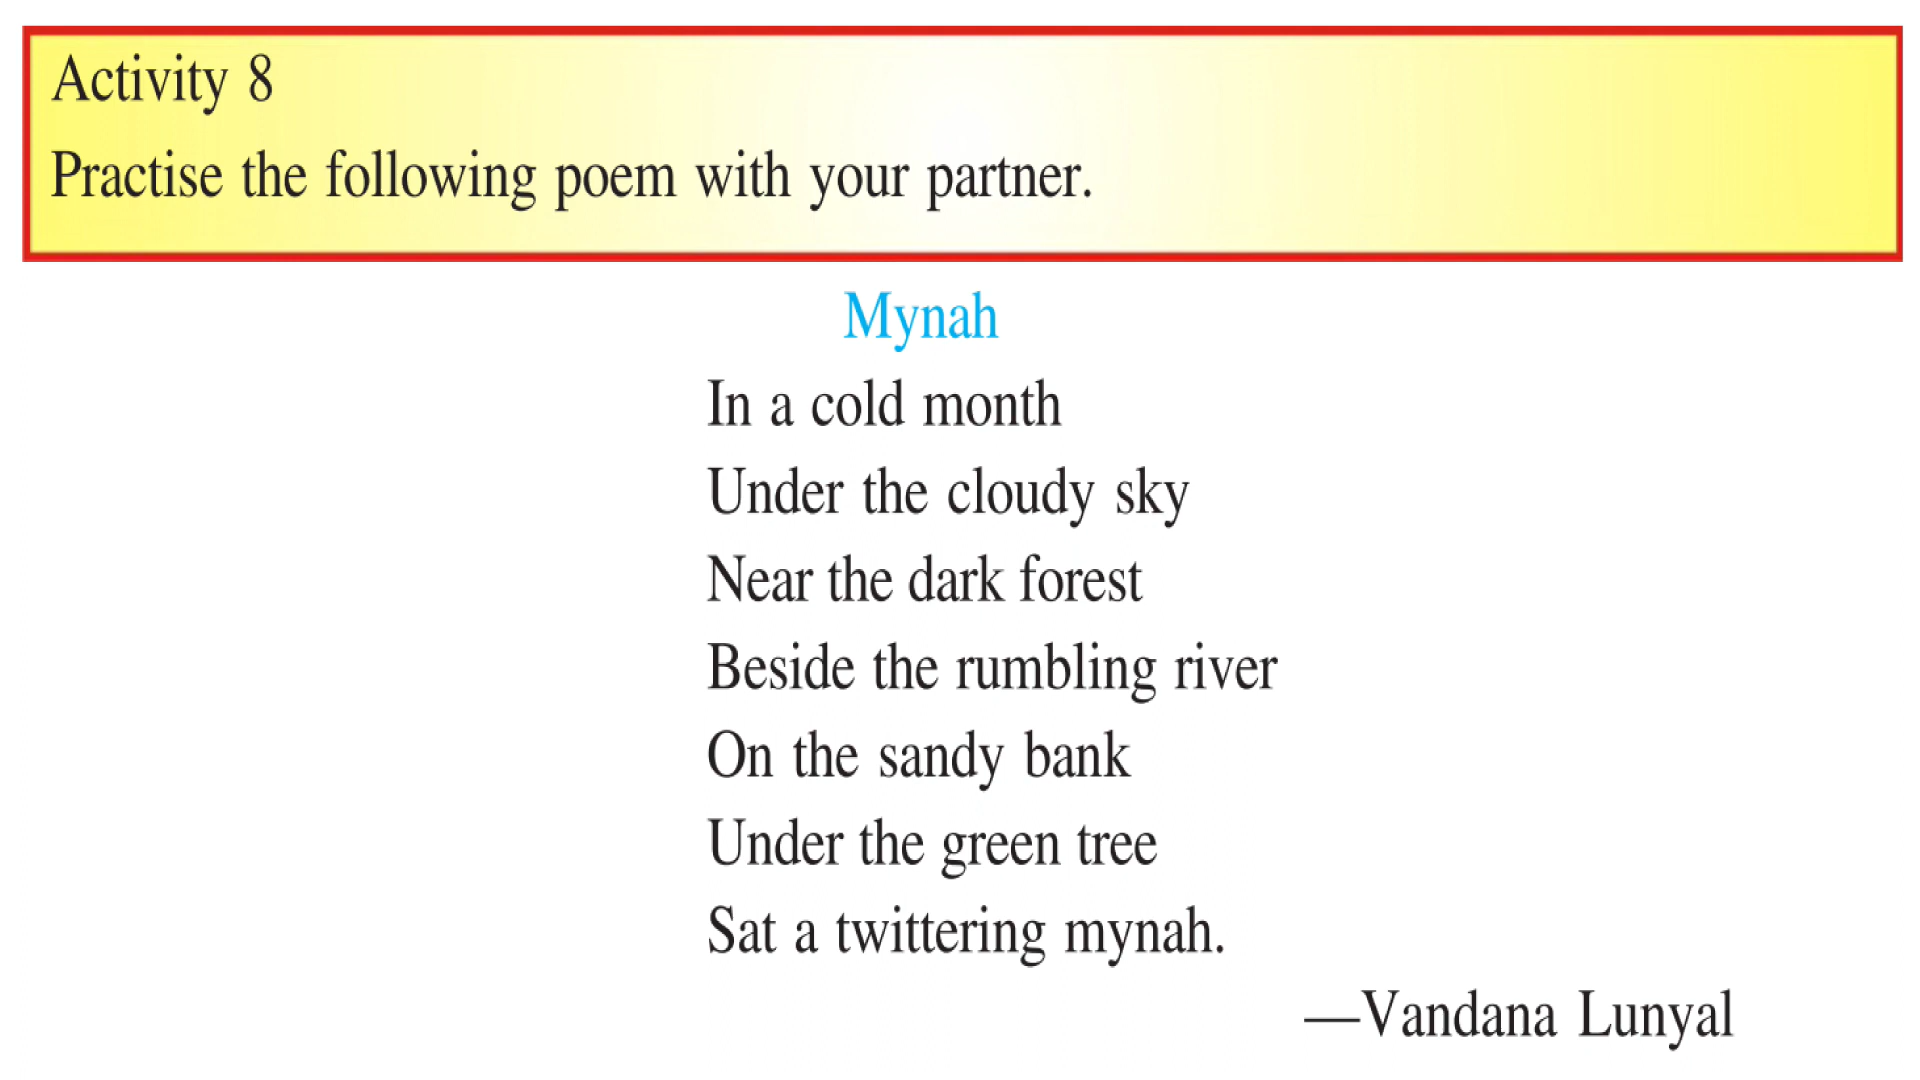 Activity 8
Practise the following poem with your partner.
Mynah
In a cold month
Under the cloudy sky
Near the dark forest
Beside the rumbling river
On the sandy bank
Under the green tree
Sat a twittering mynah.
—Vandana Lunyal